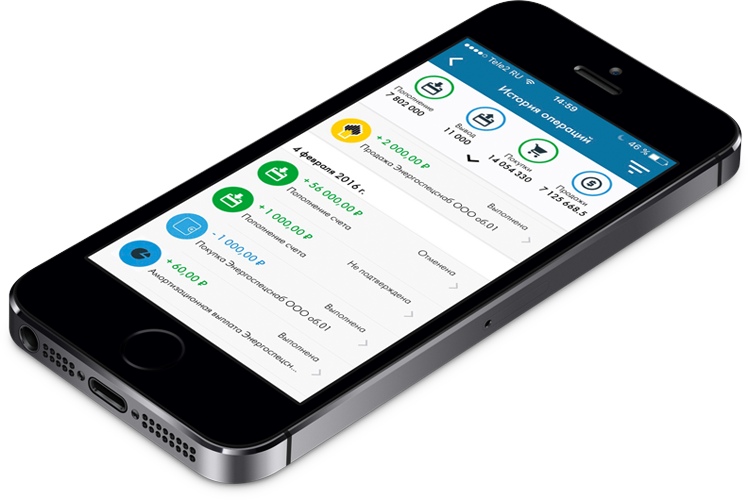 Tele2 RU 14:59 46 %
История операций
Пополнение
7 802 000
Вывод
11 000
Покупки
14 054 330
Продажи
7 125 668.5
+ 2 000,00 ₽
Продажа Энергоспецснаб ООО об.01
Выполнена
4 февраля 2016 г.
+ 56 000,00 ₽
Пополнение счета
Отменена
+ 1 000,00 ₽
Пополнение счета
Не подтверждена
- 1 000,00 ₽
Покупка Энергоспецснаб ООО об.01
Выполнена
+ 60,00 ₽
Амортизационная выплата Энергоспецсн...
Выполнена